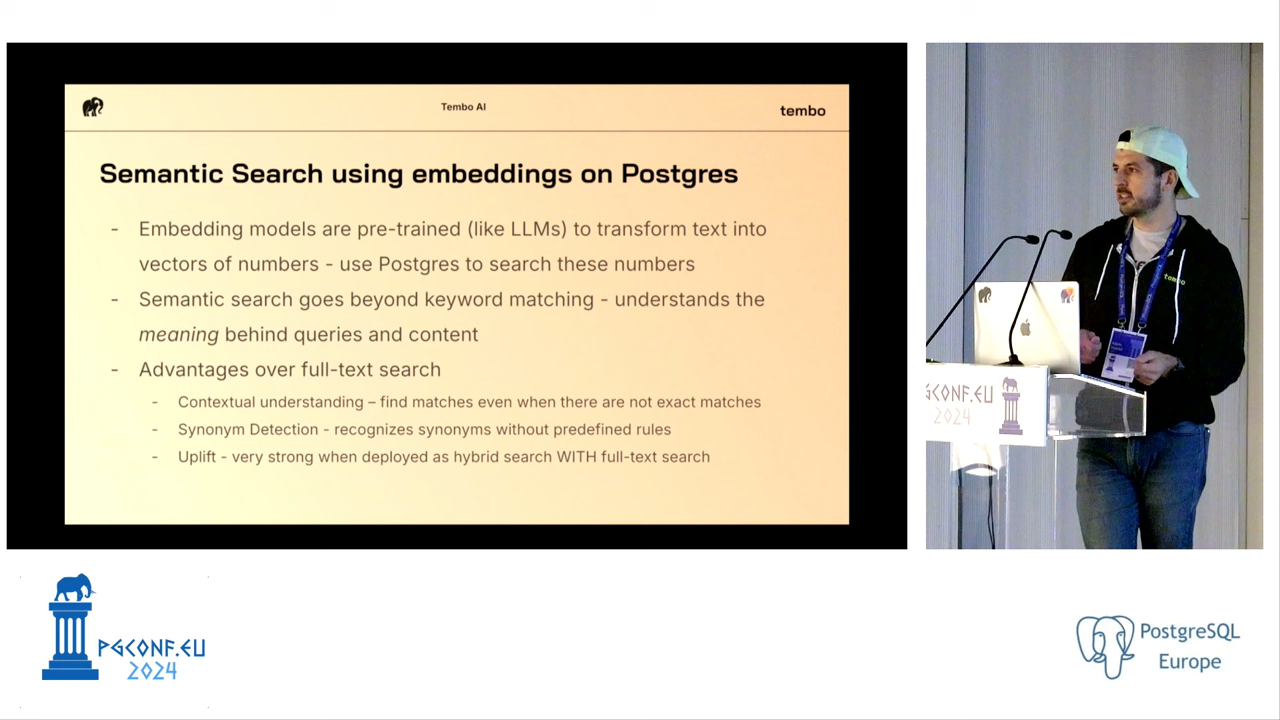 Tembo AI
tembo
Semantic Search using embeddings on Postgres
- Embedding models are pre-trained (like LLMs) to transform text into
vectors of numbers - use Postgres to search these numbers
- Semantic search goes beyond keyword matching - understands the
meaning behind queries and content
- Advantages over full-text search
- Contextual understanding – find matches even when there are not exact matches
- Synonym Detection - recognizes synonyms without predefined rules
- Uplift - very strong when deployed as hybrid search WITH full-text search
tembo
GCONF.EU
2024
PGCONF.EU
2024
PostgreSQL
Europe